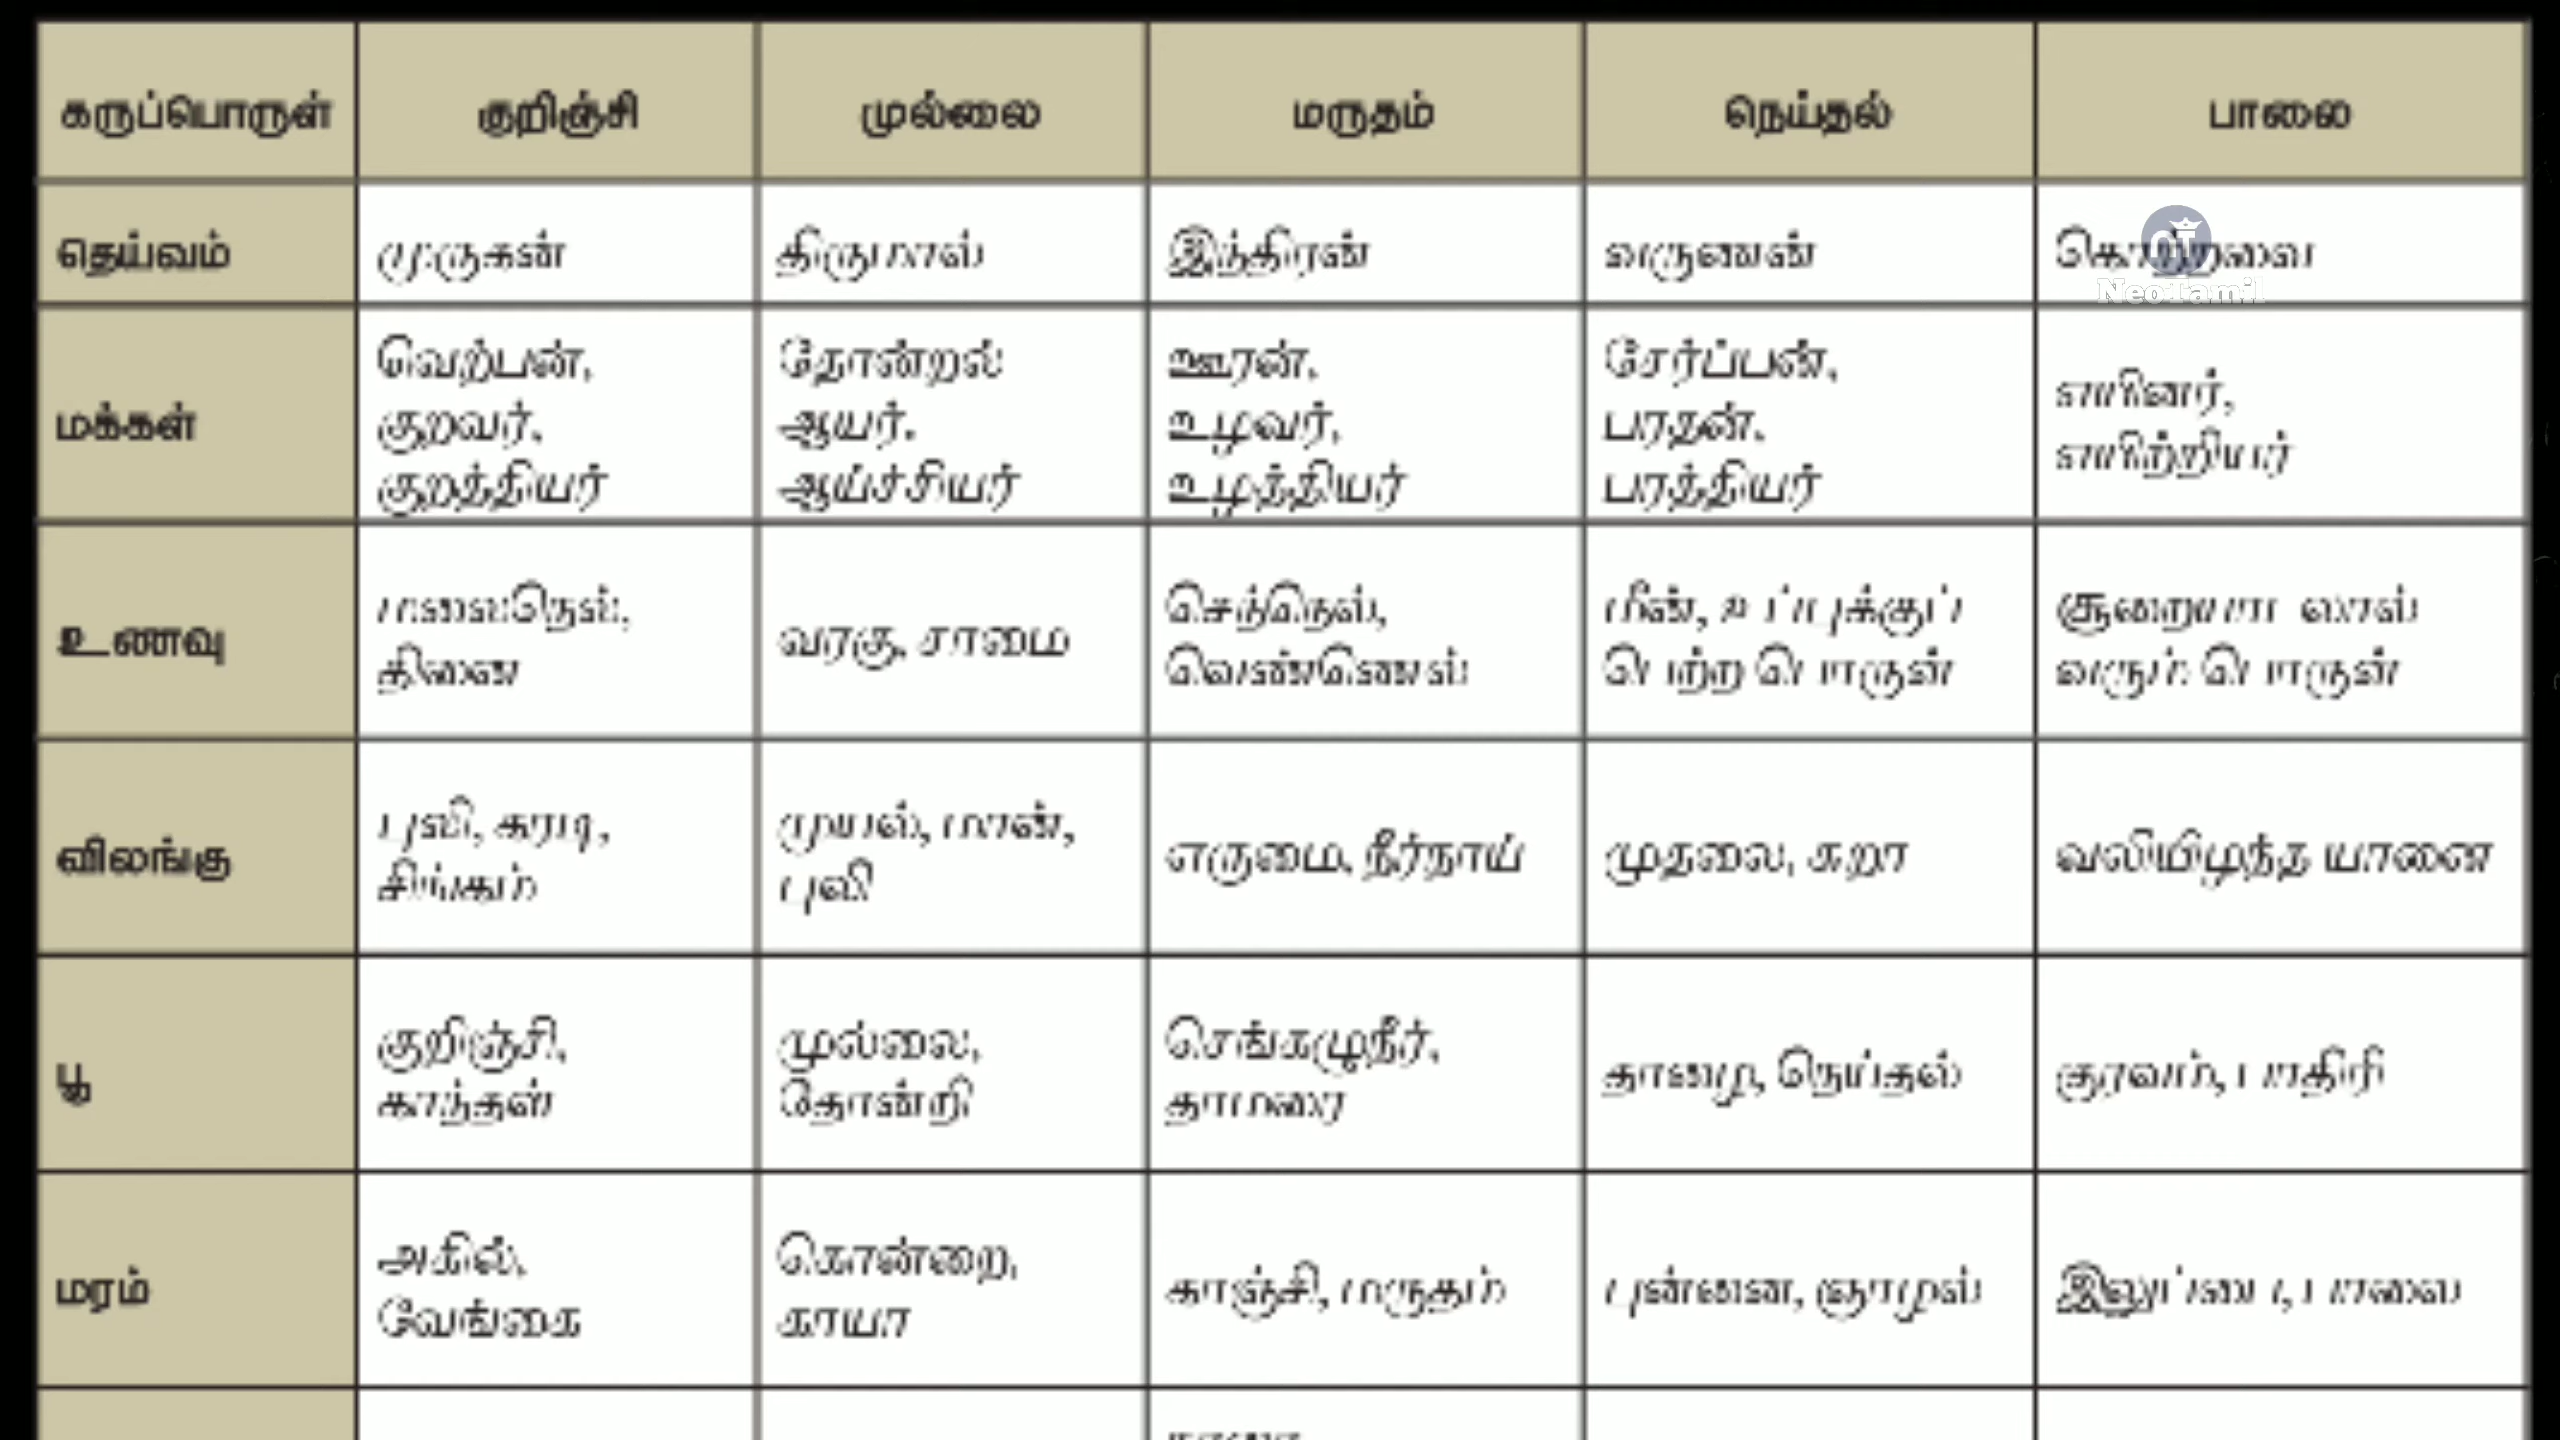 கருப்பொருள் குறிஞ்சி முல்லை மருதம் நெய்தல் பாலை
தெய்வம் முருகன் திருமால் இந்திரன் வருணன் கொற்றவை
NeoTamil
மக்கள்
வெற்பன்,
குறவர்,
குறத்தியர்
தோன்றல்
ஆயர்,
ஆய்ச்சியர்
ஊரன்,
உழவர்,
உழத்தியர்
சேர்ப்பன்,
பரதன்,
பரத்தியர்
எயினர்,
எயிற்றியர்
உணவு
மலைநெல்,
தினை
வரகு, சாமை
செந்நெல்,
வெண்ணெல்
மீன், உப்புக்குப்
பெற்ற பொருள்
சூறையாடலால்
வரும் பொருள்
விலங்கு
புலி, கரடி,
சிங்கம்
முயல், மான்,
புலி
எருமை, நீர்நாய்
முதலை, சுறா
வலியிழந்த யானை
பூ
குறிஞ்சி,
காந்தள்
முல்லை,
தோன்றி
செங்கழுநீர்,
தாமரை
தாழை, நெய்தல்
குரவம், பாதிரி
மரம்
அகில்,
வேங்கை
கொன்றை,
காயா
காஞ்சி, மருதம்
புன்னை, ஞாழல்
இலுப்பை, பாலை